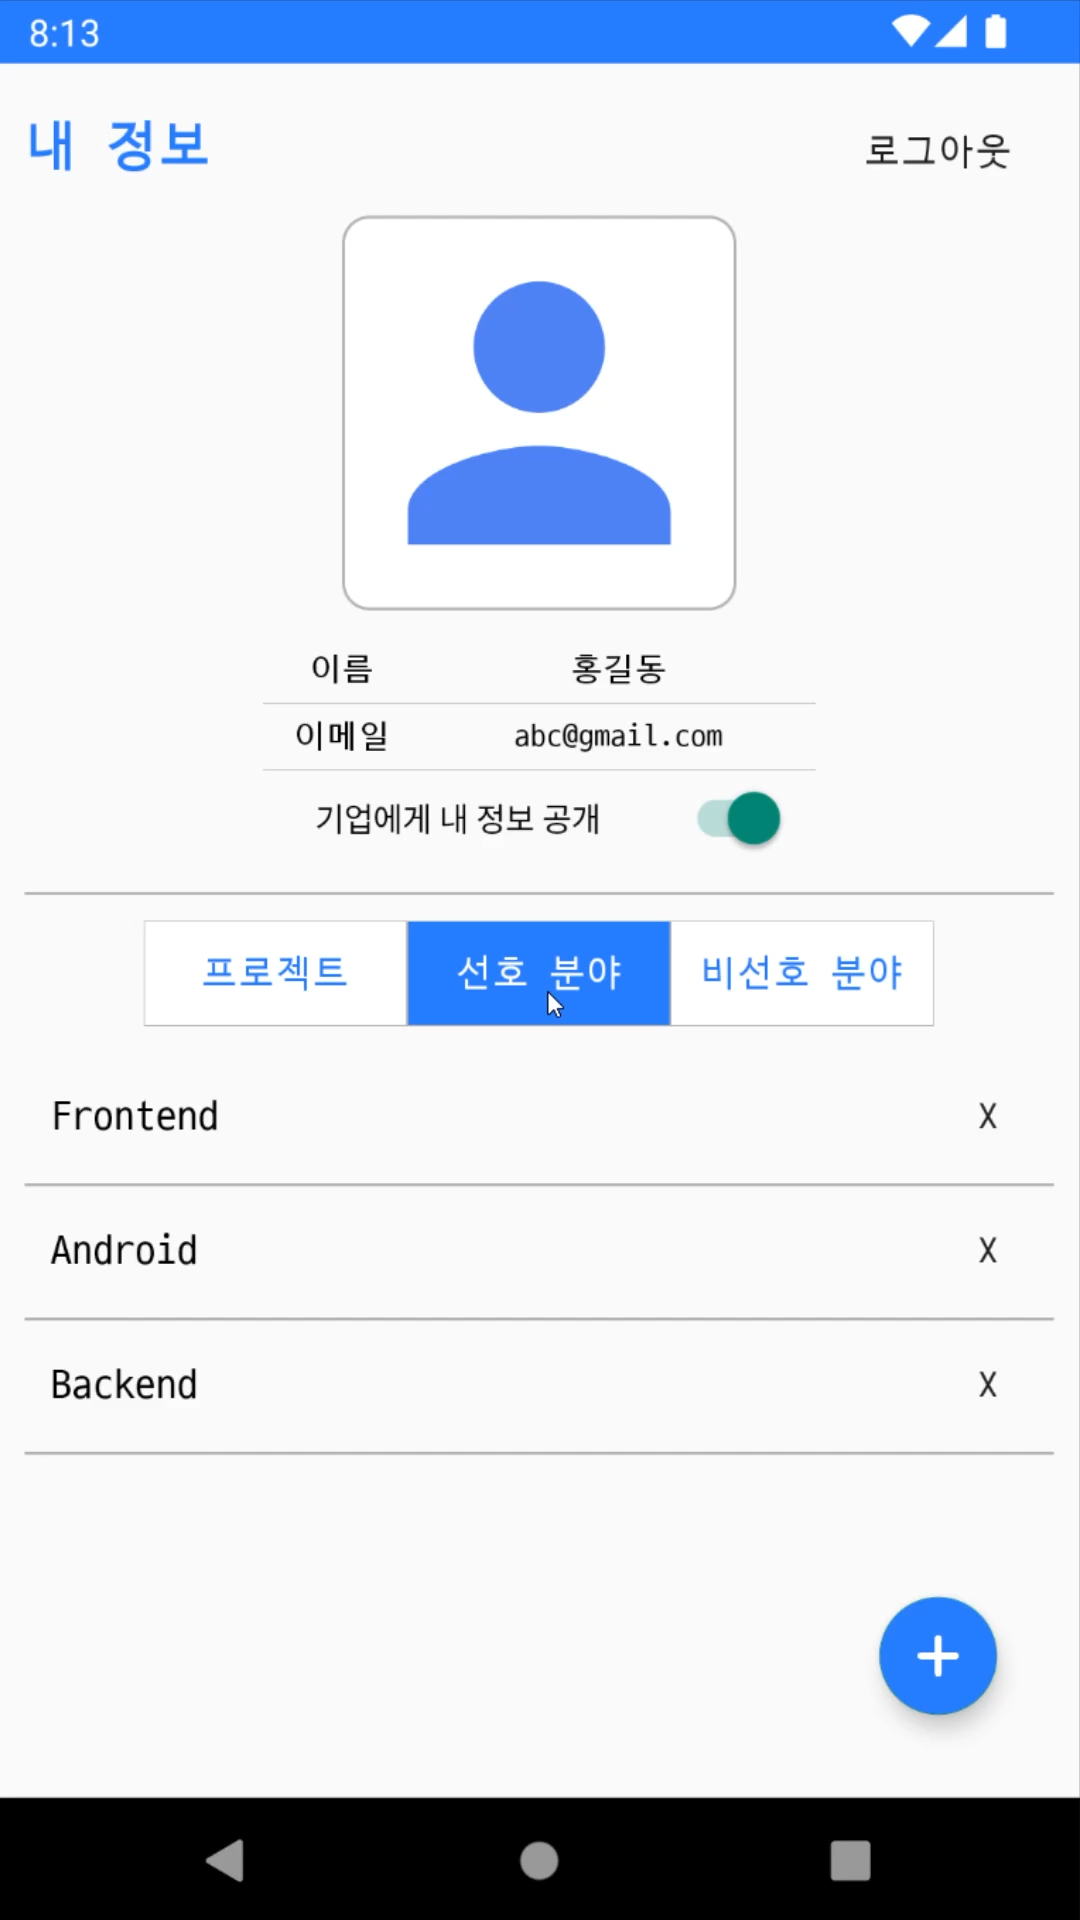 8:13
내 정보
로그아웃
이름 홍길동
이메일 abc@gmail.com
기업에게 내 정보 공개
프로젝트 선호 분야 비선호 분야
Frontend X
Android X
Backend X